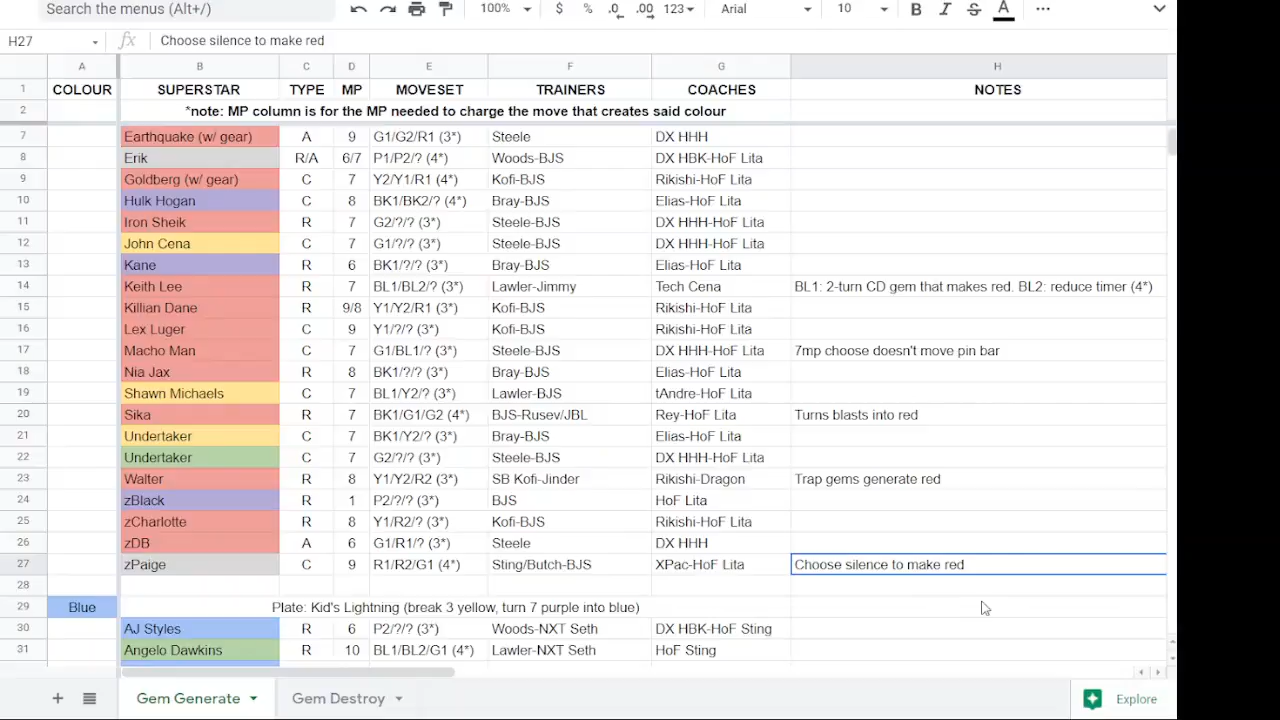 Search the menus (Alt+/)
100%
$ % .0 .00 123
Arial
10
B I S A
H27
fx Choose silence to make red
A B C D E F G H
1 COLOUR SUPERSTAR TYPE MP MOVESET TRAINERS COACHES NOTES
2 *note: MP column is for the MP needed to charge the move that creates said colour
7 Earthquake (w/ gear) A 9 G1/G2/R1 (3*) Steele DX HHH
8 Erik R/A 6/7 P1/P2/? (4*) Woods-BJS DX HBK-HoF Lita
9 Goldberg (w/ gear) C 7 Y2/Y1/R1 (4*) Kofi-BJS Rikishi-HoF Lita
10 Hulk Hogan C 8 BK1/BK2/? (4*) Bray-BJS Elias-HoF Lita
11 Iron Sheik R 7 G2/?/? (3*) Steele-BJS DX HHH-HoF Lita
12 John Cena C 7 G1/?/? (3*) Steele-BJS DX HHH-HoF Lita
13 Kane R 6 BK1/?/? (3*) Bray-BJS Elias-HoF Lita
14 Keith Lee R 7 BL1/BL2/? (3*) Lawler-Jimmy Tech Cena BL1: 2-turn CD gem that makes red. BL2: reduce timer (4*)
15 Killian Dane R 9/8 Y1/Y2/R1 (3*) Kofi-BJS Rikishi-HoF Lita
16 Lex Luger C 9 Y1/?/? (3*) Kofi-BJS Rikishi-HoF Lita
17 Macho Man C 7 G1/BL1/? (3*) Steele-BJS DX HHH-HoF Lita 7mp choose doesn't move pin bar
18 Nia Jax R 8 BK1/?/? (3*) Bray-BJS Elias-HoF Lita
19 Shawn Michaels C 7 BL1/Y2/? (3*) Lawler-BJS tAndre-HoF Lita
20 Sika R 7 BK1/G1/G2 (4*) BJS-Rusev/JBL Rey-HoF Lita Turns blasts into red
21 Undertaker C 7 BK1/Y2/? (3*) Bray-BJS Elias-HoF Lita
22 Undertaker C 7 G2/?/? (3*) Steele-BJS DX HHH-HoF Lita
23 Walter R 8 Y1/Y2/R2 (3*) SB Kofi-Jinder Rikishi-Dragon Trap gems generate red
24 zBlack R 1 P2/?/? (3*) BJS HoF Lita
25 zCharlotte R 8 Y1/R2/? (3*) Kofi-BJS Rikishi-HoF Lita
26 zDB A 6 G1/R1/? (3*) Steele DX HHH
27 zPaige C 9 R1/R2/G1 (4*) Sting/Butch-BJS XPac-HoF Lita Choose silence to make red
28
29 Blue Plate: Kid's Lightning (break 3 yellow, turn 7 purple into blue)
30 AJ Styles R 6 P2/?/? (3*) Woods-NXT Seth DX HBK-HoF Sting
31 Angelo Dawkins R 10 BL1/BL2/G1 (4*) Lawler-NXT Seth HoF Sting
Gem Generate Gem Destroy Explore